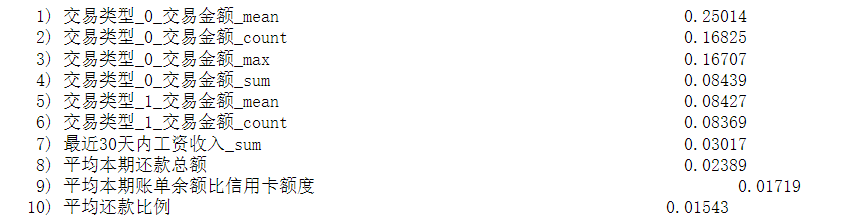 1) 交易类型_0_交易金额_mean 0.25014
2) 交易类型_0_交易金额_count 0.16825
3) 交易类型_0_交易金额_max 0.16707
4) 交易类型_0_交易金额_sum 0.08439
5) 交易类型_1_交易金额_mean 0.08427
6) 交易类型_1_交易金额_count 0.08369
7) 最近30天内工资收入_sum 0.03017
8) 平均本期还款总额 0.02389
9) 平均本期账单余额比信用卡额度 0.01719
10) 平均还款比例 0.01543